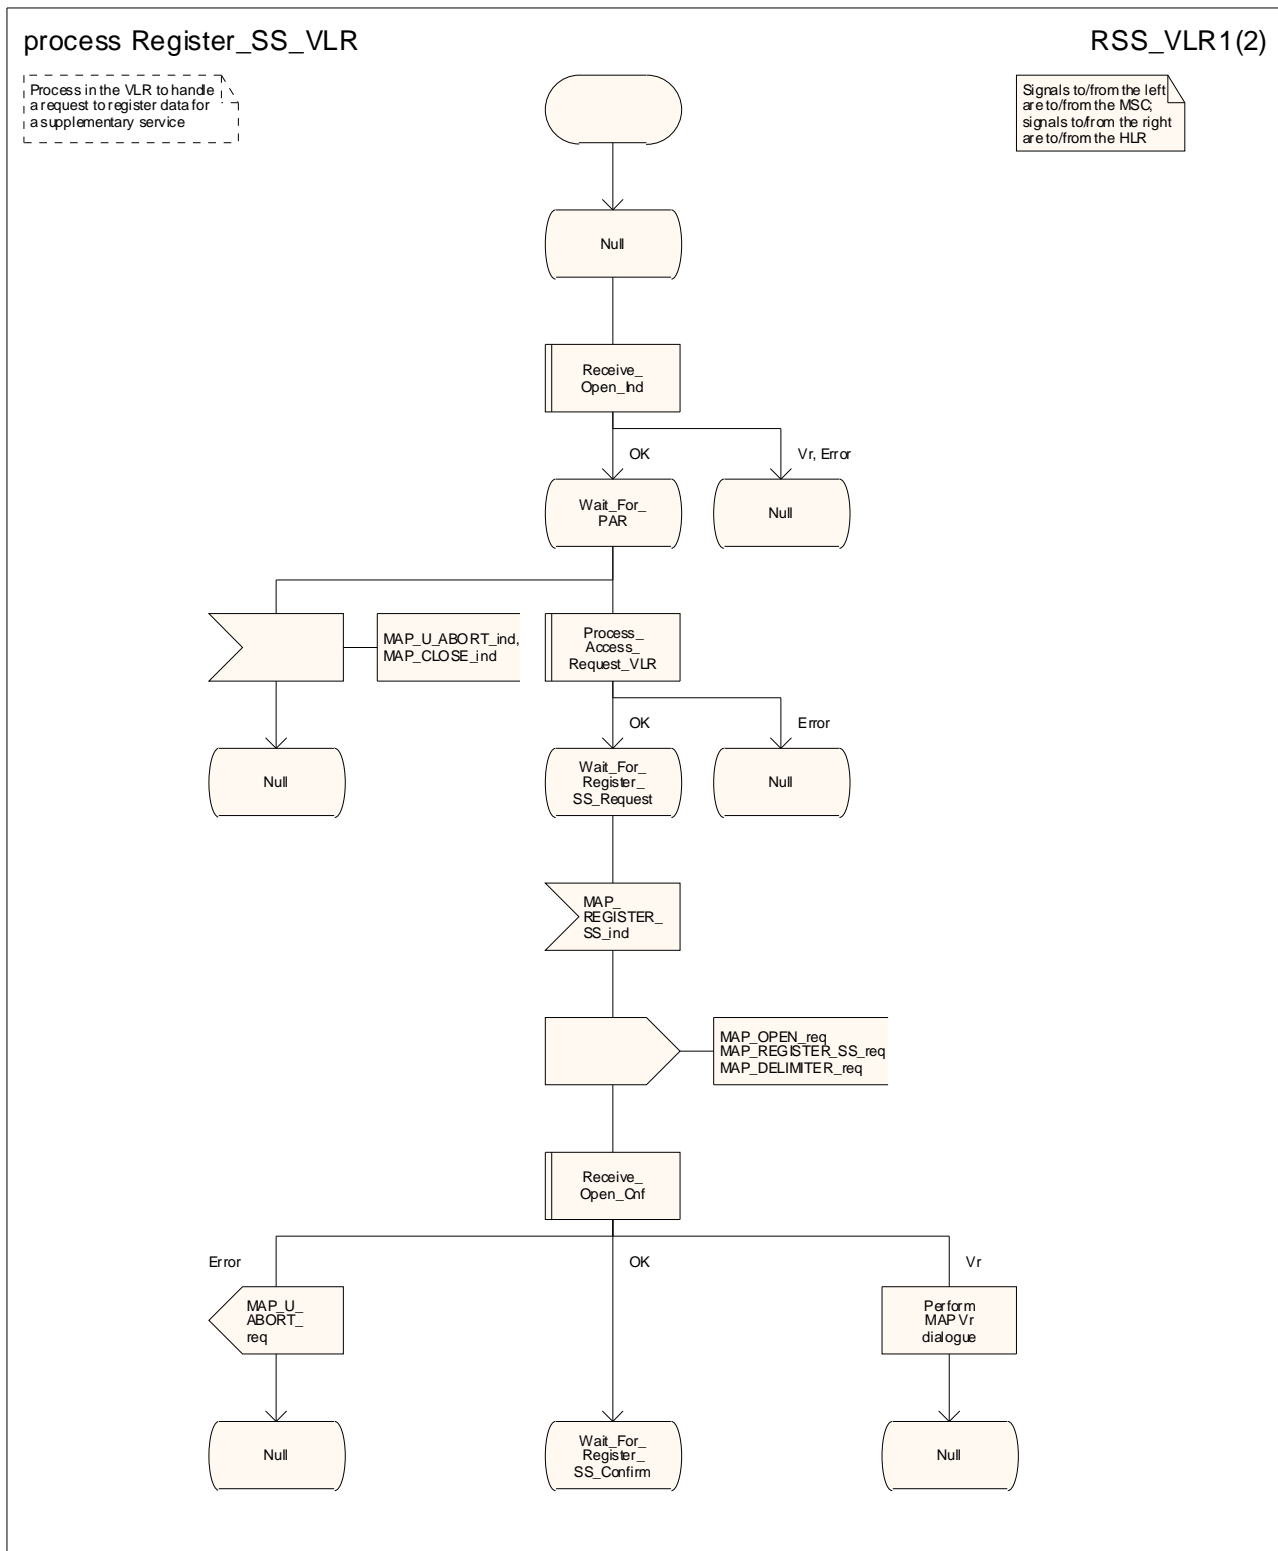 process Register_SS_VLR
RSS_VLR1(2)
Process in the VLR to handle
a request to register data for
a supplementary service
Signals to/from the left
are to/from the MSC;
signals to/from the right
are to/from the HLR
Null
Receive_
Open_Ind
OK
Vr, Error
Wait_For_
PAR
Null
MAP_U_ABORT_ind,
MAP_CLOSE_ind
Process_
Access_
Request_VLR
OK
Error
Null
Wait_For_
Register_
SS_Request
Null
MAP_
REGISTER_
SS_ind
MAP_OPEN_req
MAP_REGISTER_SS_req
MAP_DELIMITER_req
Receive_
Open_Cnf
Error
OK
Vr
MAP_U_
ABORT_
req
Perform
MAP Vr
dialogue
Null
Wait_For_
Register_
SS_Confirm
Null